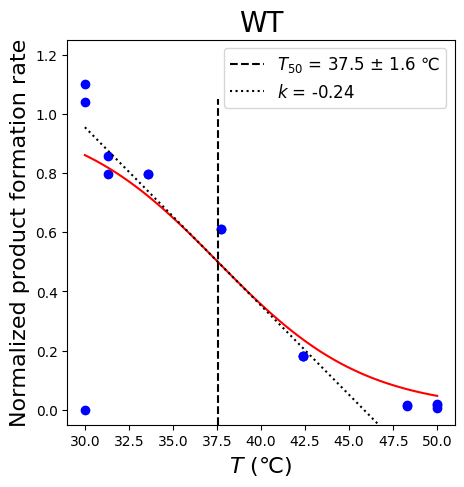 WT
T50 = 37.5 ± 1.6 ℃
k = -0.24
Normalized product formation rate
1.2
1.0
0.8
0.6
0.4
0.2
0.0
30.0 32.5 35.0 37.5 40.0 42.5 45.0 47.5 50.0
T (℃)